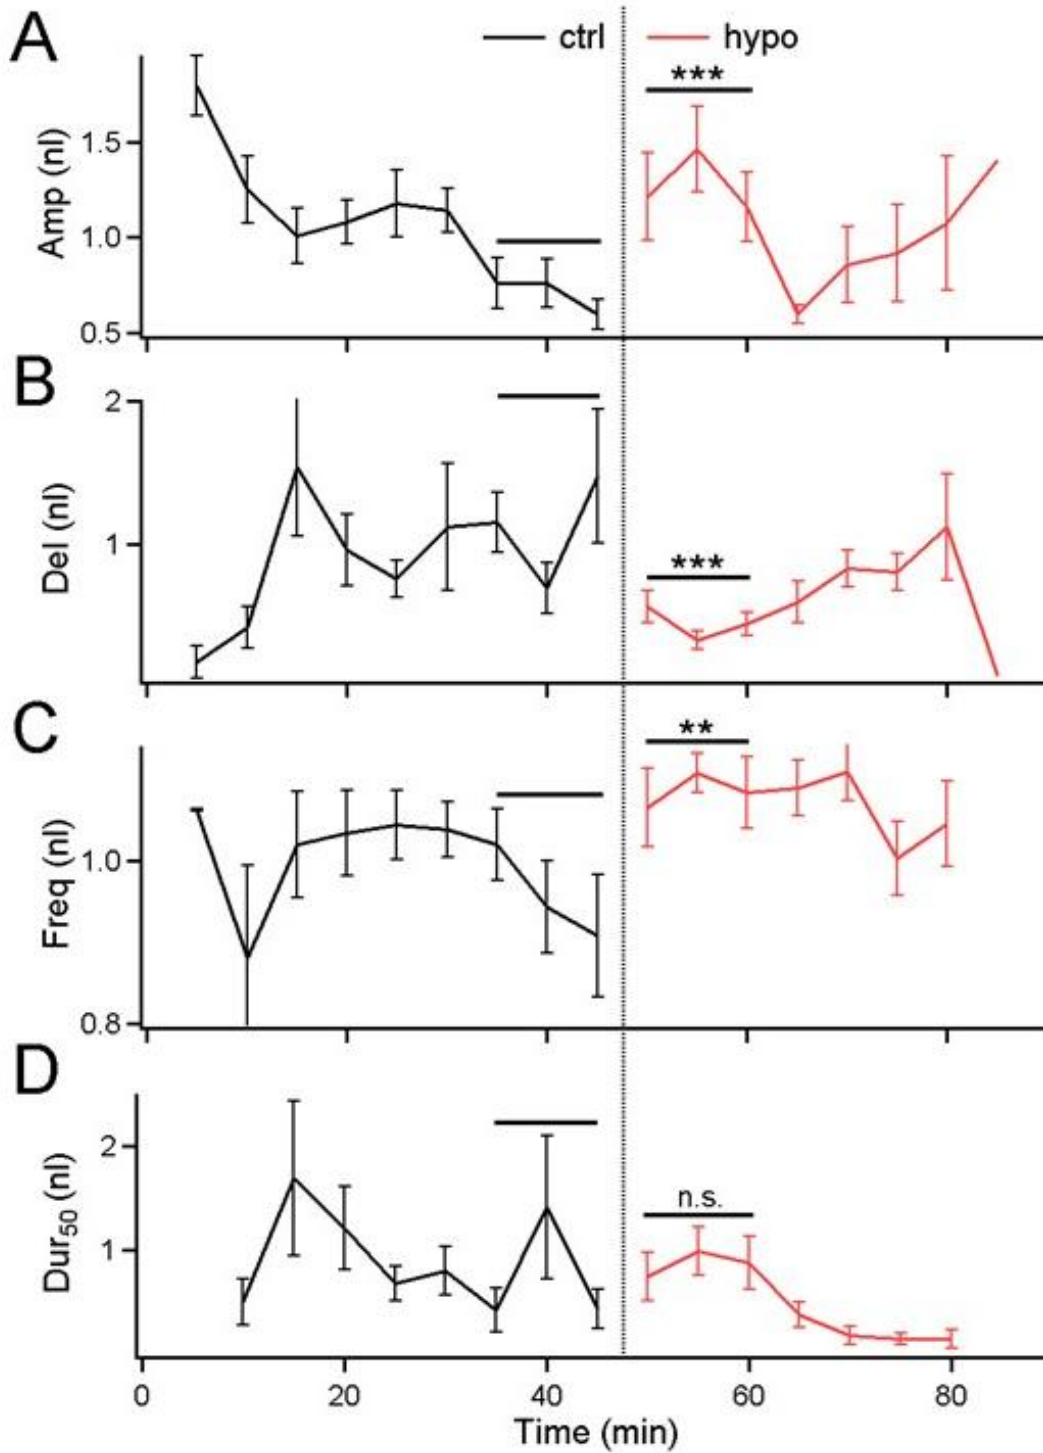 A
ctrl
hypo
***
Amp (nl)
1.5
1.0
0.5
B
***
Del (nl)
2
1
C
**
Freq (nl)
1.0
0.8
D
n.s.
Dur50 (nl)
2
1
0 20 40 60 80
Time (min)